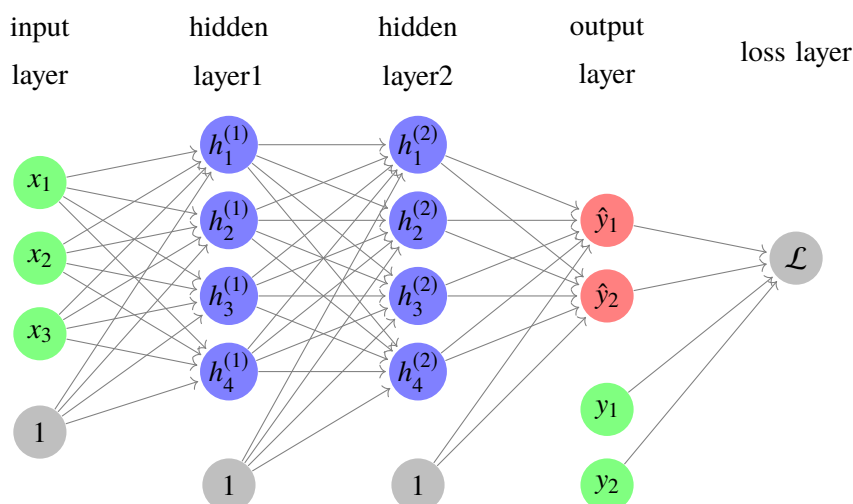 input
layer
hidden
layer1
hidden
layer2
output
layer
loss layer
x₁
x₂
x₃
1
h₁⁽¹⁾
h₂⁽¹⁾
h₃⁽¹⁾
h₄⁽¹⁾
1
h₁⁽²⁾
h₂⁽²⁾
h₃⁽²⁾
h₄⁽²⁾
1
ŷ₁
ŷ₂
y₁
y₂
ℒ